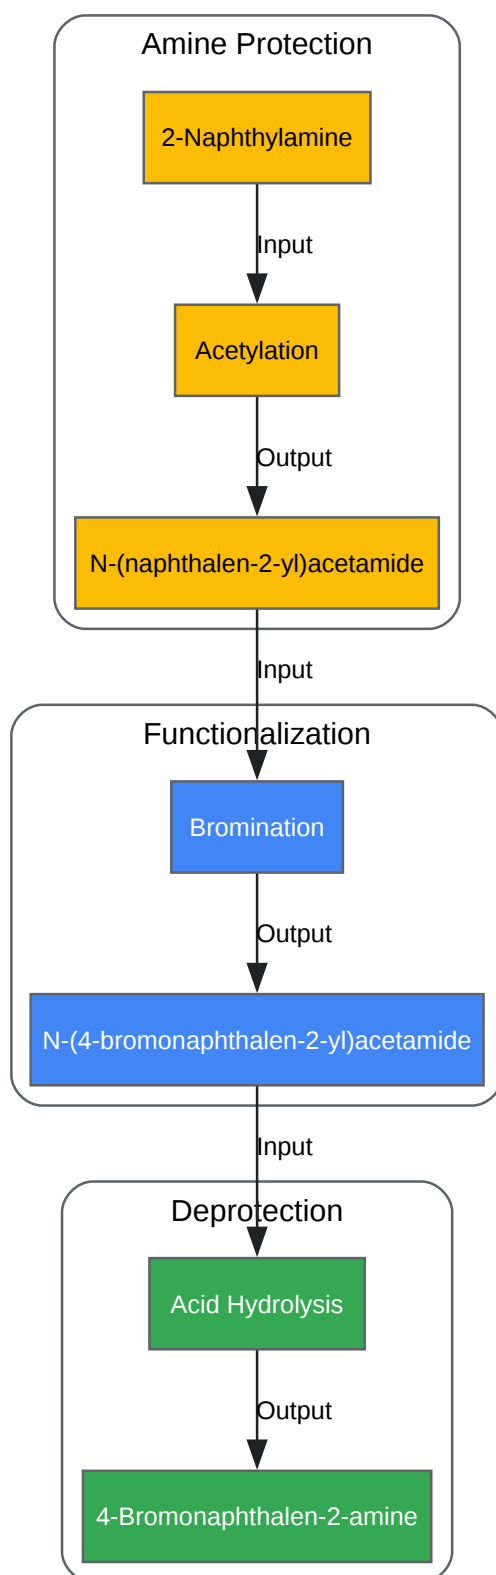 Amine Protection
2-Naphthylamine
Input
Acetylation
Output
N-(naphthalen-2-yl)acetamide
Input
Functionalization
Bromination
Output
N-(4-bromonaphthalen-2-yl)acetamide
Input
Deprotection
Acid Hydrolysis
Output
4-Bromonaphthalen-2-amine